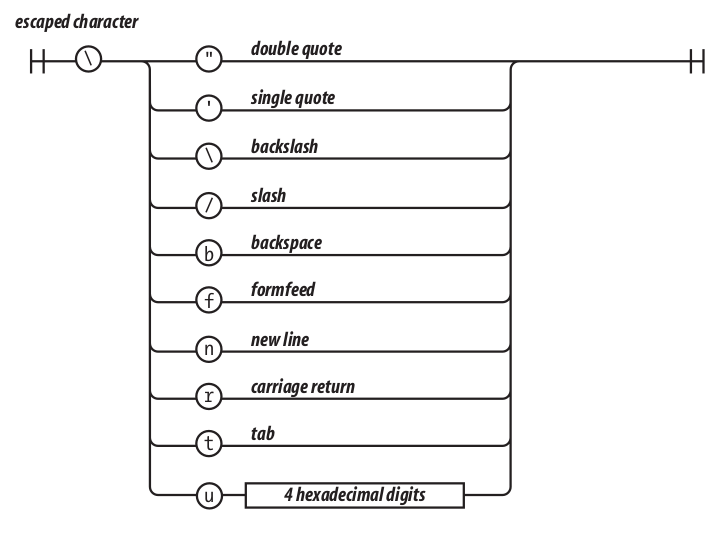 escaped character
\
" double quote
' single quote
\ backslash
/ slash
b backspace
f formfeed
n new line
r carriage return
t tab
u 4 hexadecimal digits